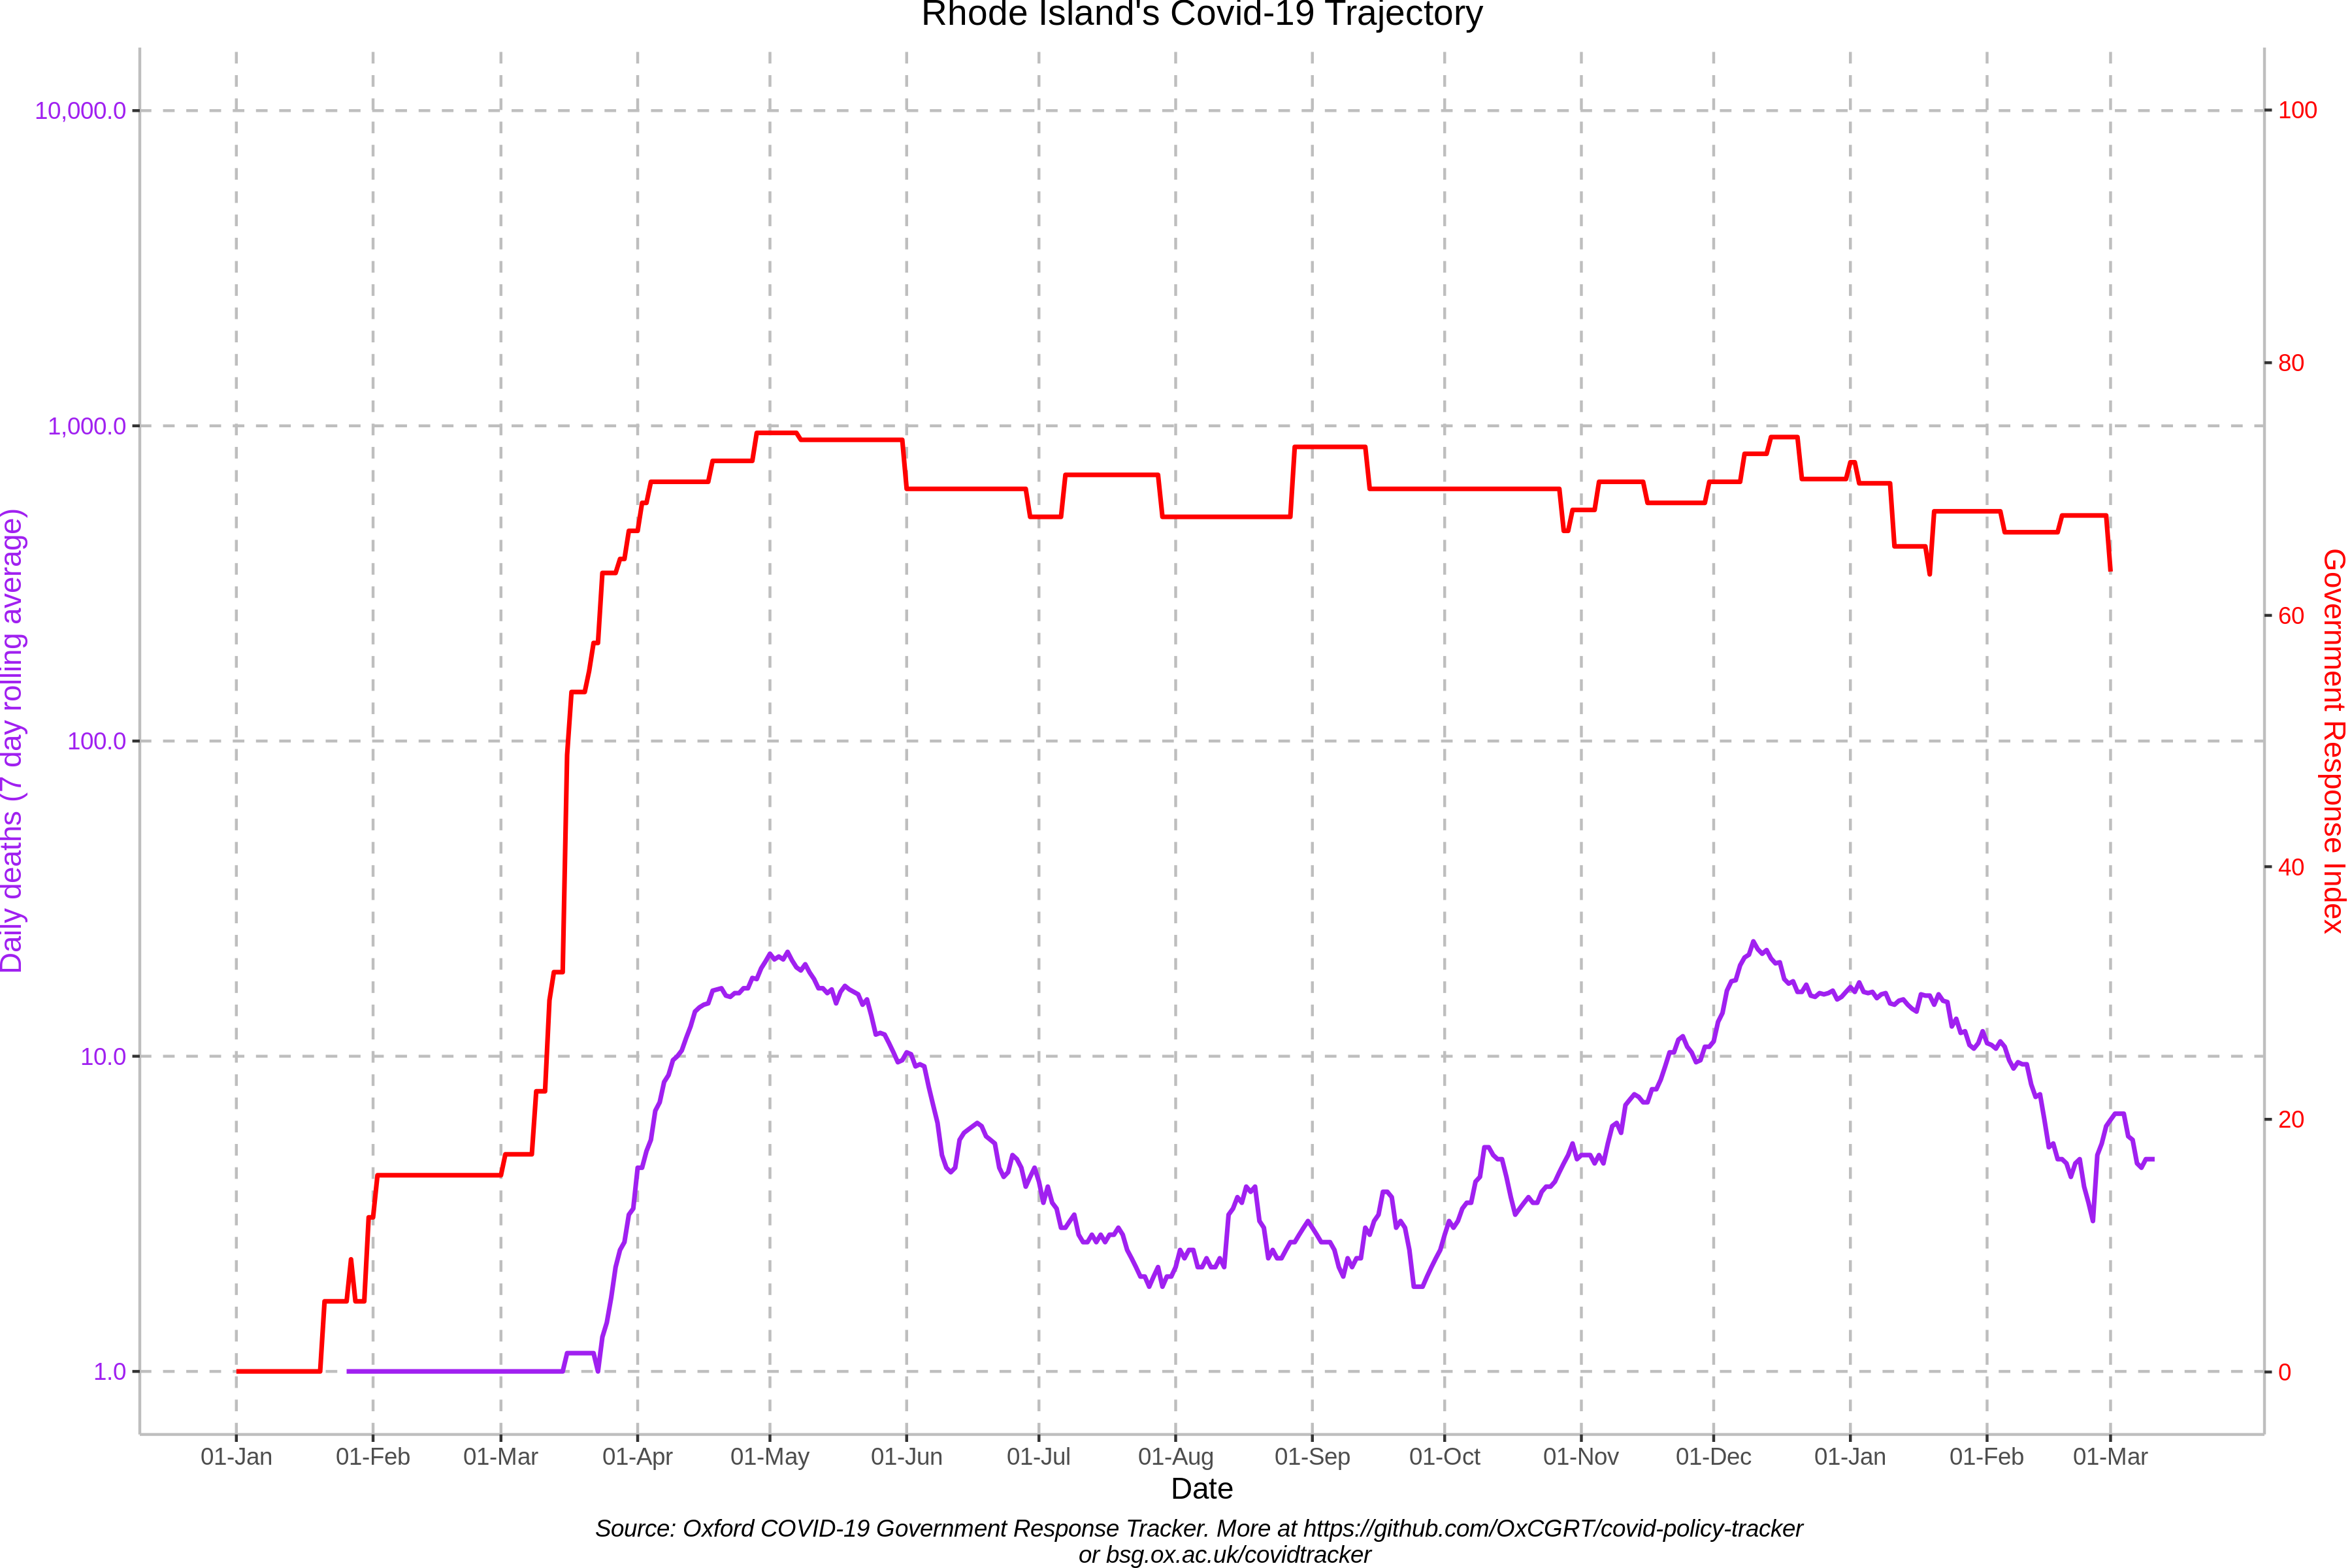 Rhode Island's Covid-19 Trajectory
10,000.0
1,000.0
100.0
10.0
1.0
Daily deaths (7 day rolling average)
100
80
60
40
20
0
Government Response Index
01-Jan
01-Feb
01-Mar
01-Apr
01-May
01-Jun
01-Jul
01-Aug
01-Sep
01-Oct
01-Nov
01-Dec
01-Jan
01-Feb
01-Mar
Date
Source: Oxford COVID-19 Government Response Tracker. More at https://github.com/OxCGRT/covid-policy-tracker
or bsg.ox.ac.uk/covidtracker